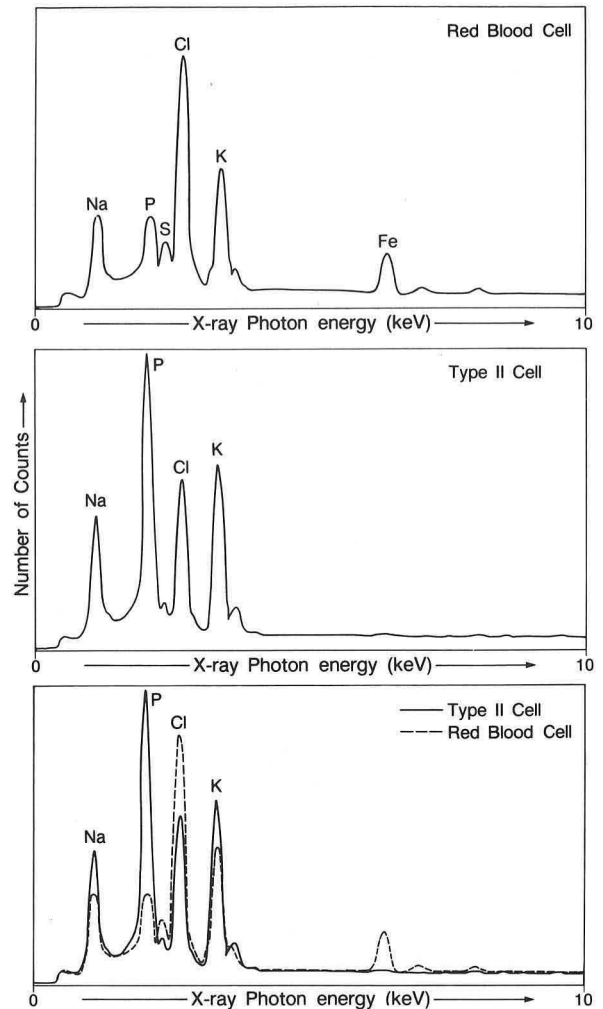 Red Blood Cell
Cl
K
Na
P
S
Fe
0
X-ray Photon energy (keV)
10
Type II Cell
P
Cl
K
Na
Number of Counts
0
X-ray Photon energy (keV)
10
Type II Cell
Red Blood Cell
P
Cl
K
Na
0
X-ray Photon energy (keV)
10